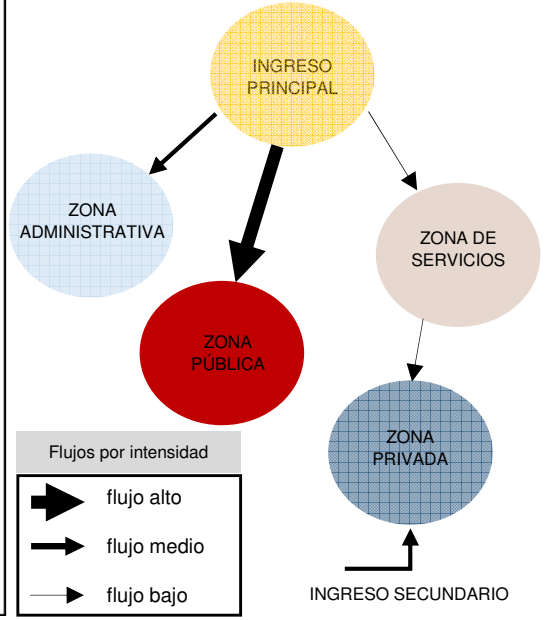 INGRESO
PRINCIPAL
ZONA
ADMINISTRATIVA
ZONA DE
SERVICIOS
ZONA
PÚBLICA
ZONA
PRIVADA
Flujos por intensidad
flujo alto
flujo medio
flujo bajo
INGRESO SECUNDARIO